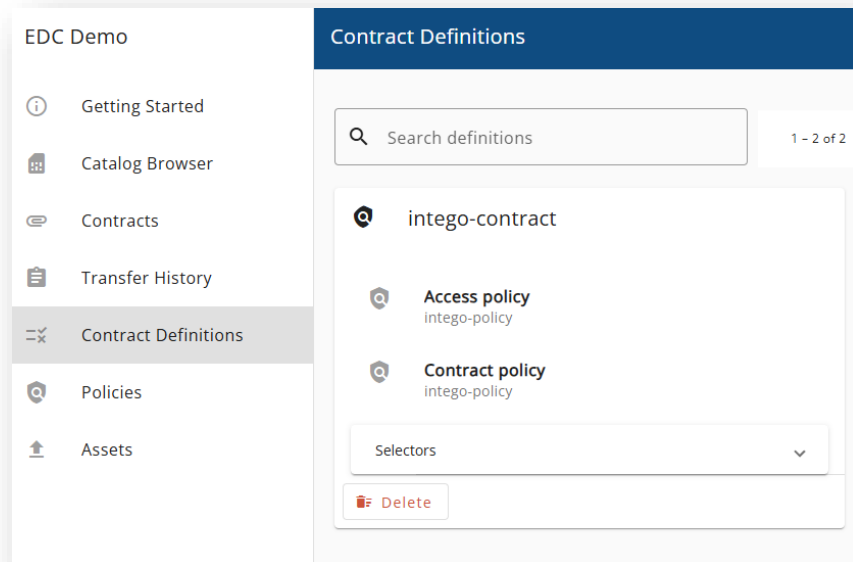 EDC Demo
Getting Started
Catalog Browser
Contracts
Transfer History
Contract Definitions
Policies
Assets
Contract Definitions
Search definitions
1 – 2 of 2
intego-contract
Access policy
intego-policy
Contract policy
intego-policy
Selectors
Delete